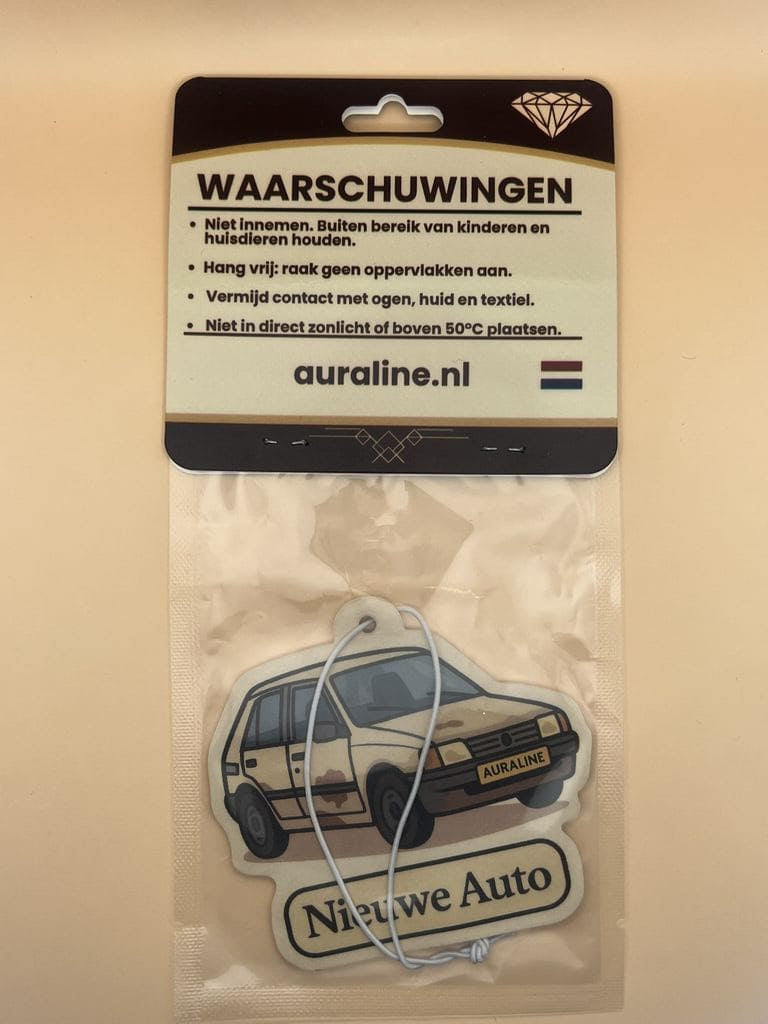 WAARSCHUWINGEN
• Niet innemen. Buiten bereik van kinderen en
huisdieren houden.
• Hang vrij: raak geen oppervlakken aan.
• Vermijd contact met ogen, huid en textiel.
• Niet in direct zonlicht of boven 50°C plaatsen.
auraline.nl
AURALINE
Nieuwe Auto